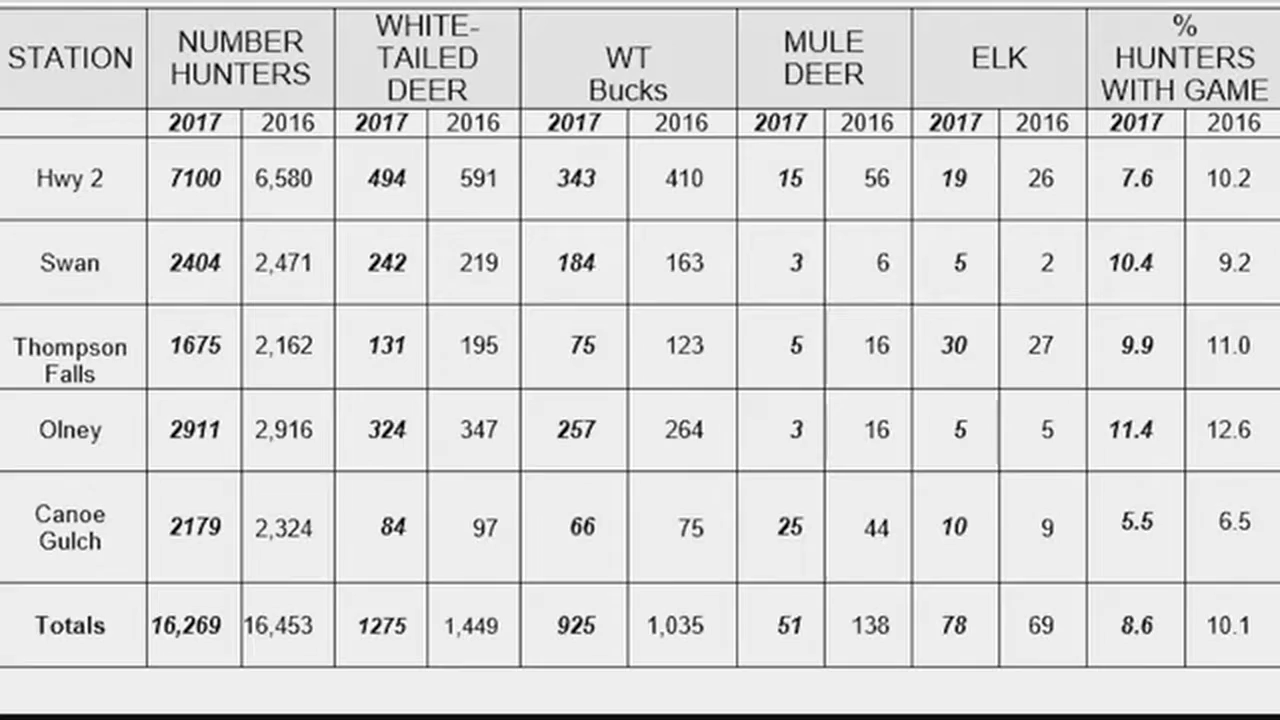 STATION NUMBER HUNTERS WHITE-TAILED DEER WT Bucks MULE DEER ELK % HUNTERS WITH GAME
2017 2016 2017 2016 2017 2016 2017 2016 2017 2016 2017 2016
Hwy 2 7100 6,580 494 591 343 410 15 56 19 26 7.6 10.2
Swan 2404 2,471 242 219 184 163 3 6 5 2 10.4 9.2
Thompson Falls 1675 2,162 131 195 75 123 5 16 30 27 9.9 11.0
Olney 2911 2,916 324 347 257 264 3 16 5 5 11.4 12.6
Canoe Gulch 2179 2,324 84 97 66 75 25 44 10 9 5.5 6.5
Totals 16,269 16,453 1275 1,449 925 1,035 51 138 78 69 8.6 10.1